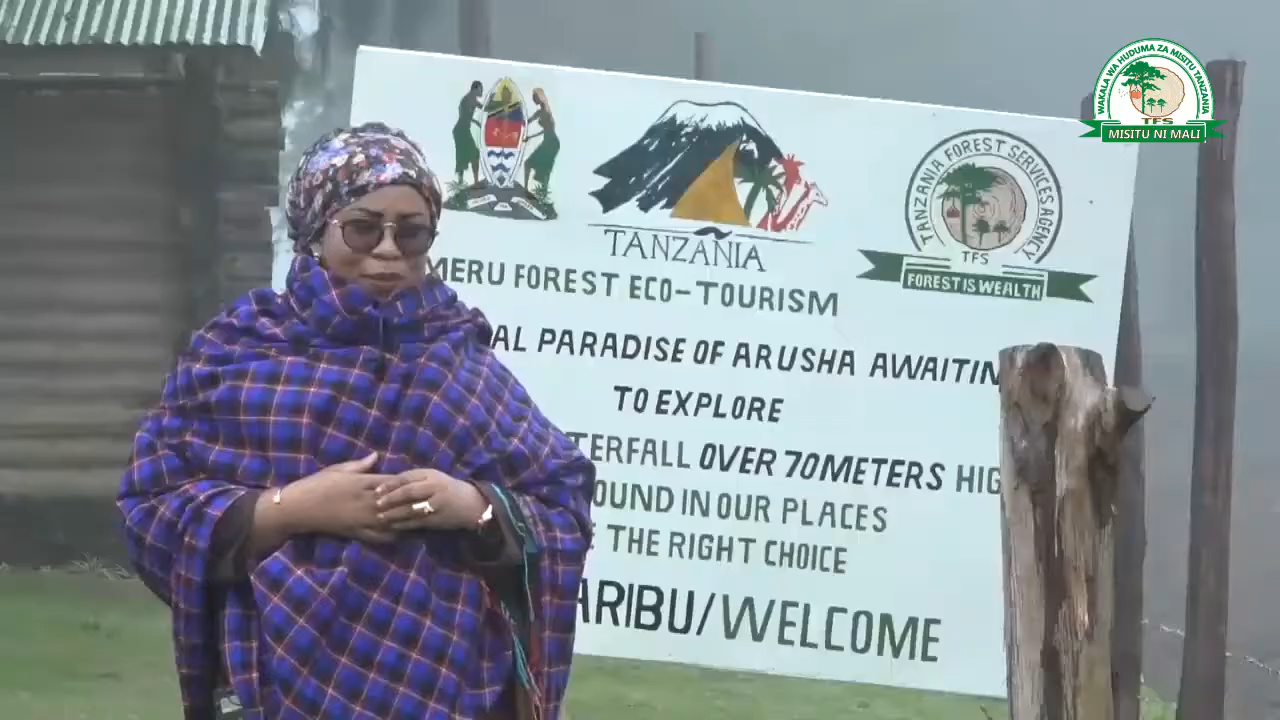 WAKALA WA HUDUMA ZA MISITU TANZANIA
TFS
MISITU NI MALI
TANZANIA
TANZANIA FOREST SERVICES AGENCY
TFS
FOREST IS WEALTH
MERU FOREST ECO-TOURISM
AL PARADISE OF ARUSHA AWAITIN
TO EXPLORE
TERFALL OVER 70METERS HIG
OUND IN OUR PLACES
THE RIGHT CHOICE
ARIBU/WELCOME